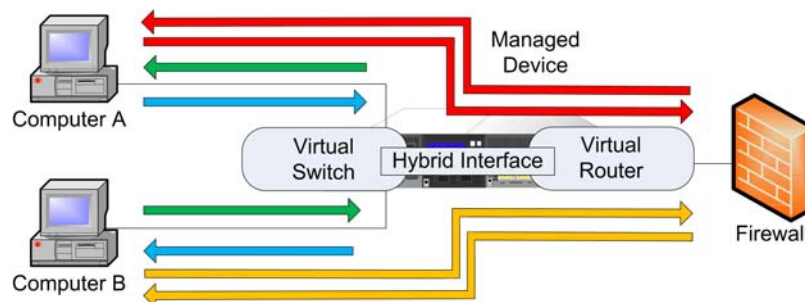 Managed
Device
Computer A
Virtual
Switch
Hybrid Interface
Virtual
Router
Computer B
Firewall